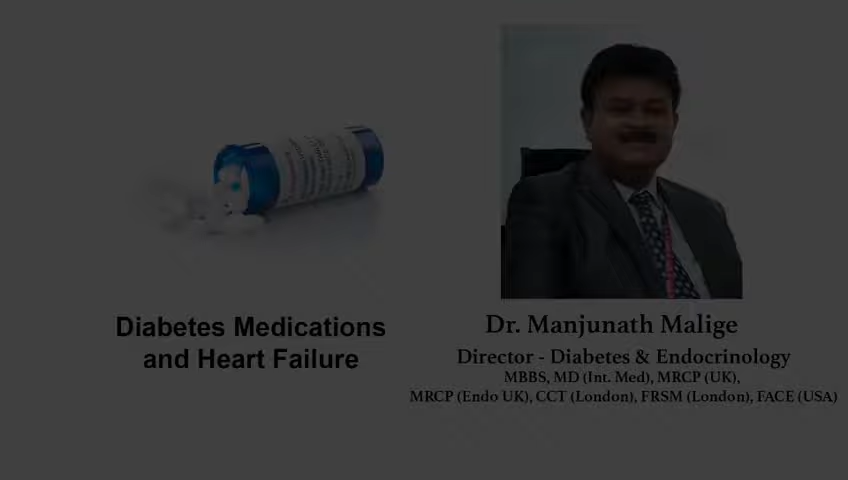 Diabetes Medications
and Heart Failure
Dr. Manjunath Malige
Director - Diabetes & Endocrinology
MBBS, MD (Int. Med), MRCP (UK),
MRCP (Endo UK), CCT (London), FRSM (London), FACE (USA)